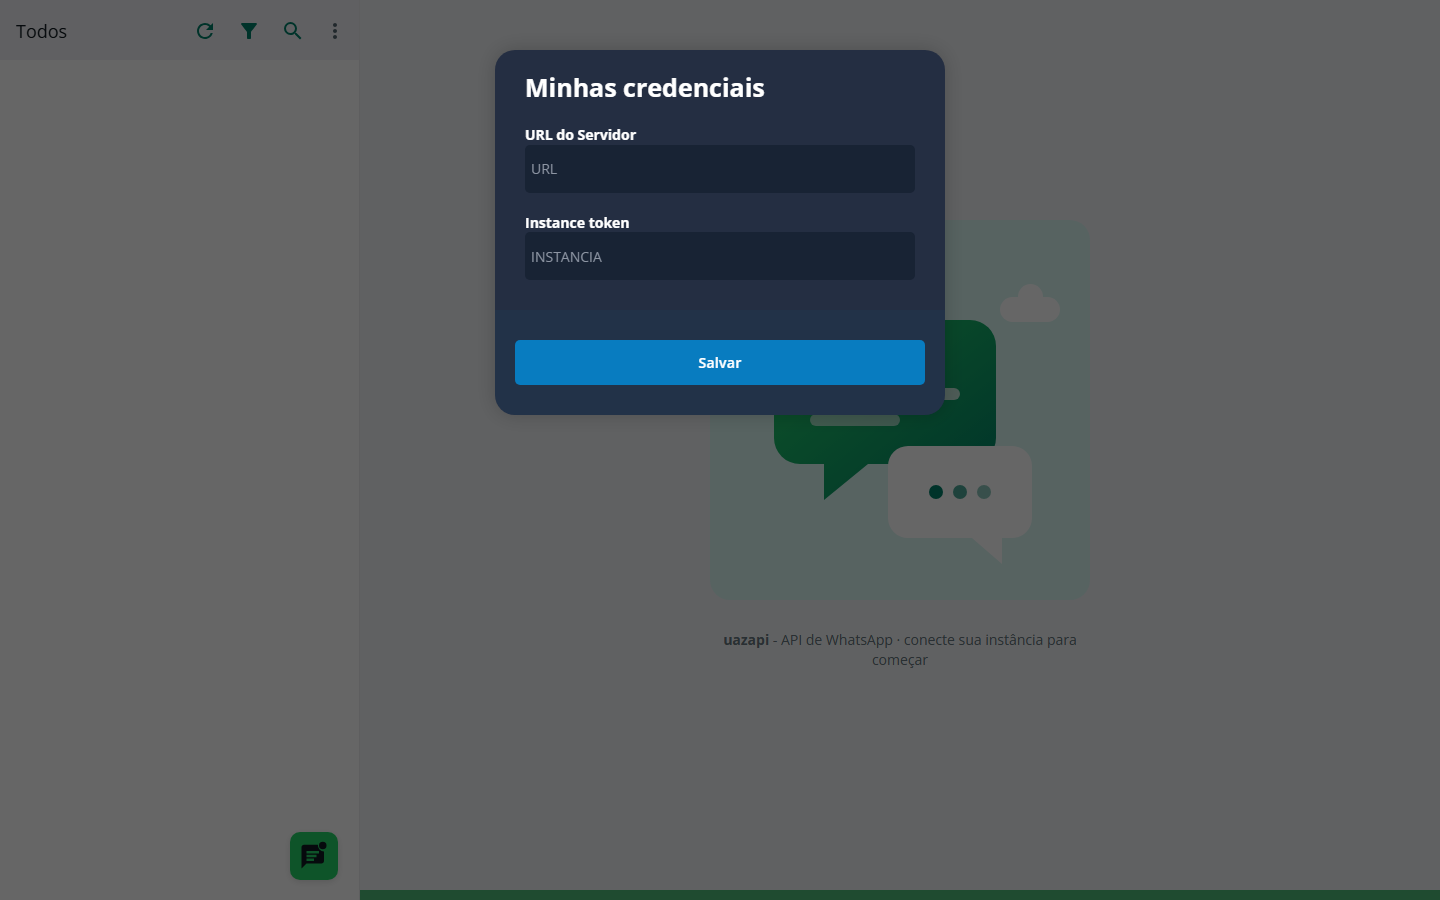 Todos
Minhas credenciais
URL do Servidor
URL
Instance token
INSTANCIA
Salvar
uazapi - API de WhatsApp · conecte sua instância para
começar